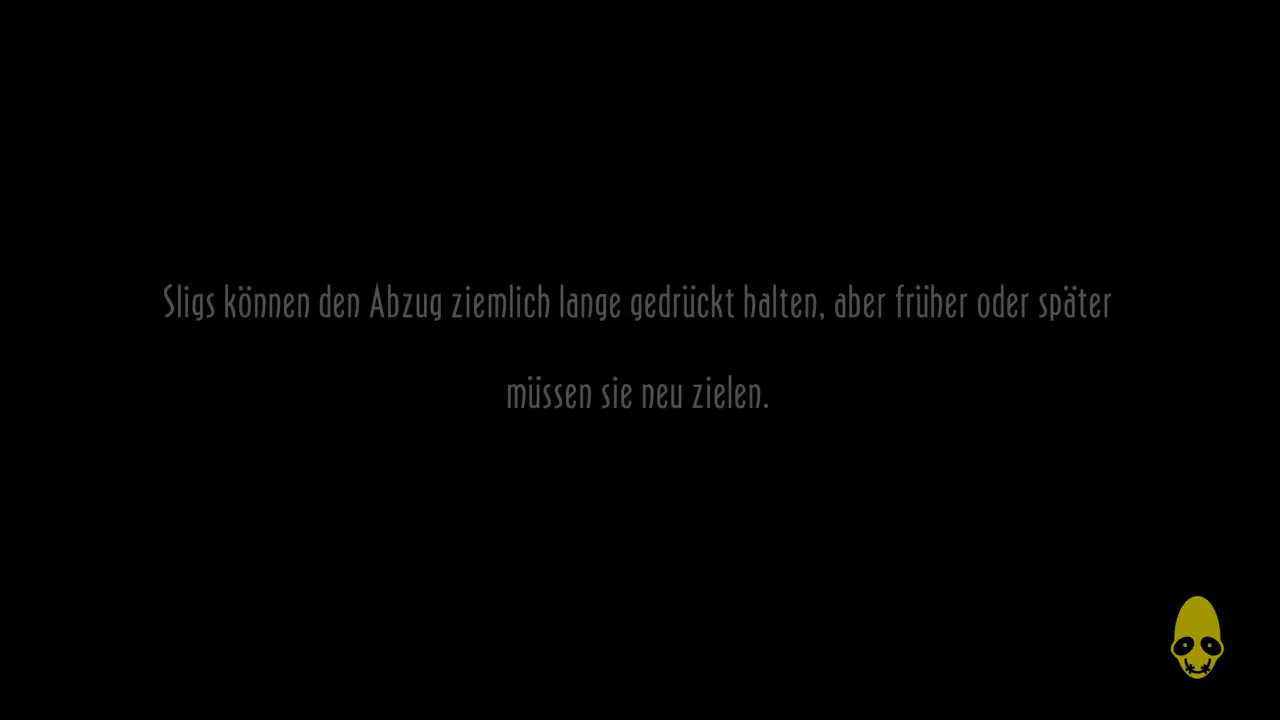 Sligs können den Abzug ziemlich lange gedrückt halten, aber früher oder später
müssen sie neu zielen.